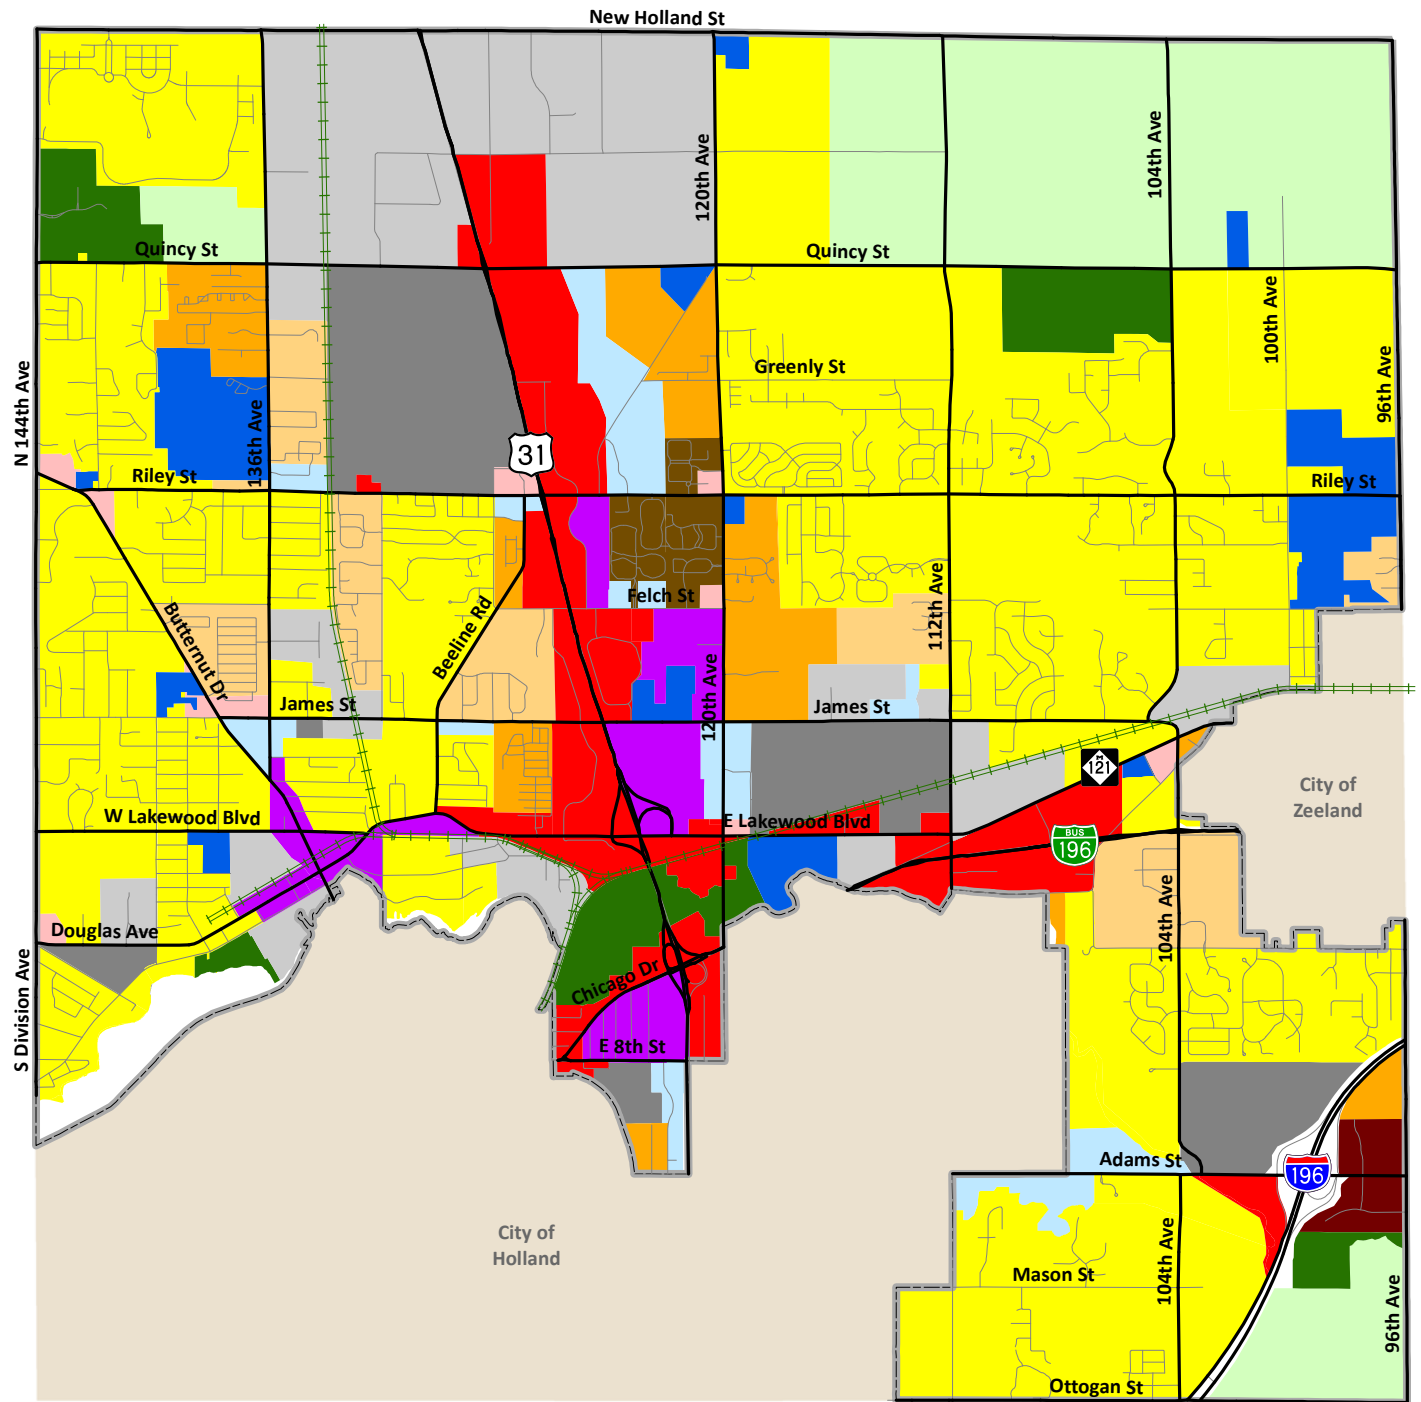 New Holland St
120th Ave
104th Ave
Quincy St
Quincy St
100th Ave
N 144th Ave
Greenly St
96th Ave
136th Ave
31
Riley St
Riley St
Felch St
112th Ave
Butternut Dr
Beeline Rd
120th Ave
James St
James St
M
121
City of
Zeeland
W Lakewood Blvd
E Lakewood Blvd
BUS
196
104th Ave
Douglas Ave
S Division Ave
Chicago Dr
E 8th St
Adams St
196
City of
Holland
Mason St
104th Ave
96th Ave
Ottogan St